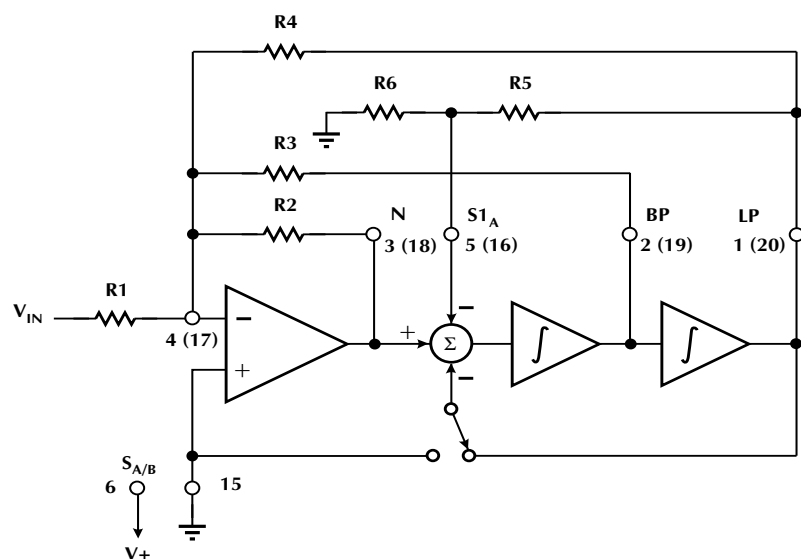 R4
R6
R5
R3
R2
N
S1A
BP
LP
3 (18)
5 (16)
2 (19)
1 (20)
R1
VIN
−
4 (17)
+
+
−
Σ
−
∫
∫
SA/B
6
15
V+